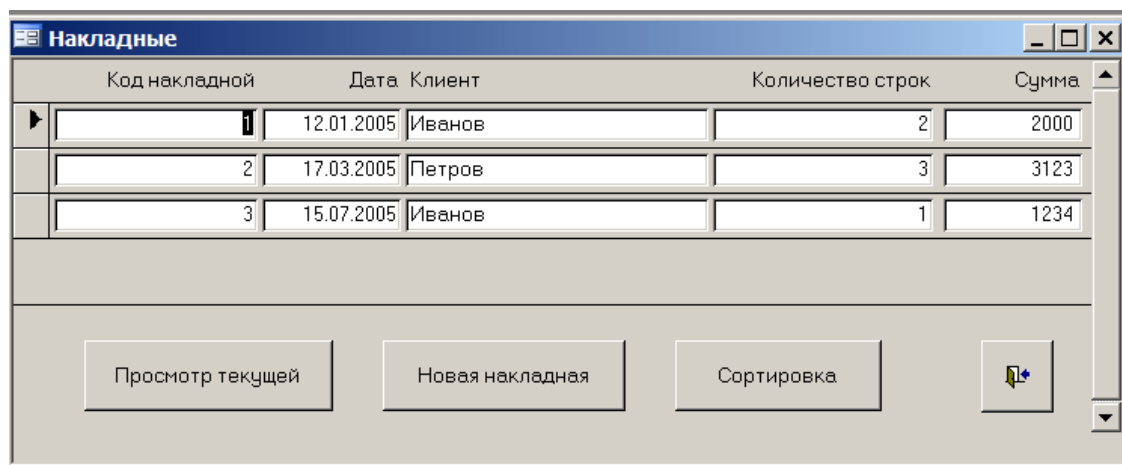 Накладные
Код накладной Дата Клиент Количество строк Сумма
1 12.01.2005 Иванов 2 2000
2 17.03.2005 Петров 3 3123
3 15.07.2005 Иванов 1 1234
Просмотр текущей Новая накладная Сортировка